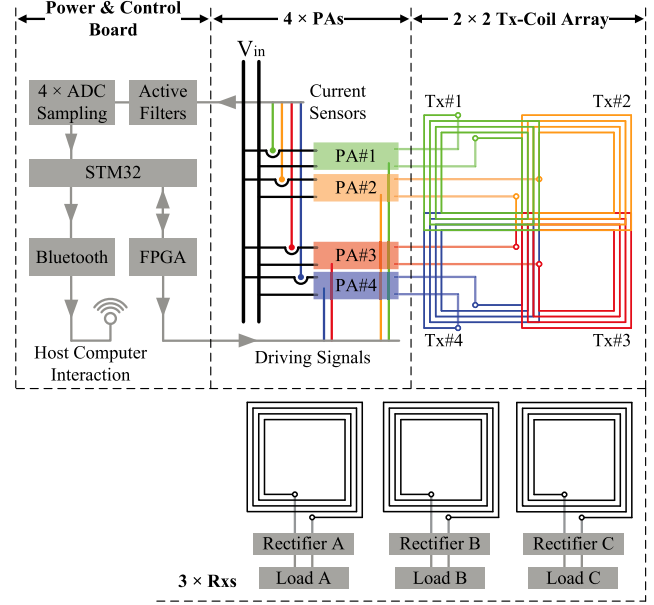 Power & Control
Board
4 × PAs
2 × 2 Tx-Coil Array
Vin
4 × ADC
Sampling
Active
Filters
Current
Sensors
Tx#1
Tx#2
PA#1
STM32
PA#2
Bluetooth
FPGA
PA#3
PA#4
Tx#4
Tx#3
Host Computer
Interaction
Driving Signals
Rectifier A
Rectifier B
Rectifier C
3 × Rxs
Load A
Load B
Load C